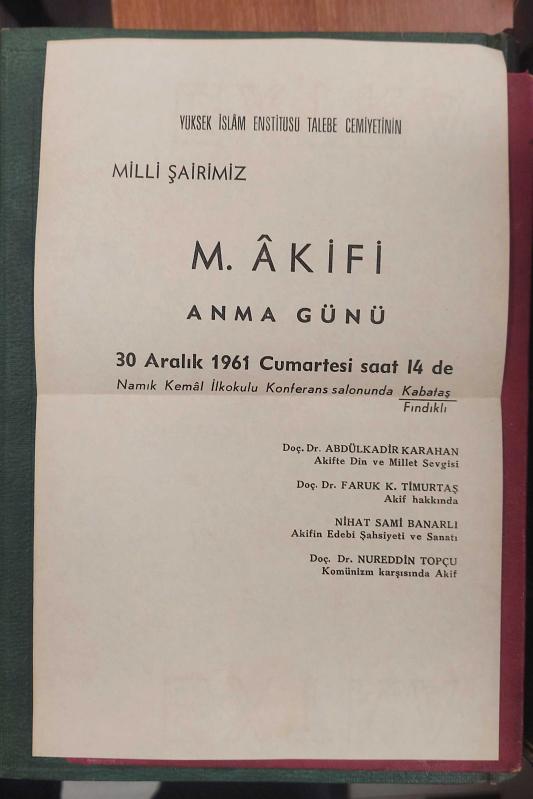 YÜKSEK İSLÂM ENSTİTÜSÜ TALEBE CEMİYETİNİN
MİLLİ ŞAİRİMİZ
M. ÂKİFİ
ANMA GÜNÜ
30 Aralık 1961 Cumartesi saat 14 de
Namık Kemâl İlkokulu Konferans salonunda Kabataş
Fındıklı
Doç. Dr. ABDÜLKADİR KARAHAN
Akifte Din ve Millet Sevgisi
Doç. Dr. FARUK K. TİMURTAŞ
Akif hakkında
NİHAT SAMİ BANARLI
Akifin Edebi Şahsiyeti ve Sanatı
Doç. Dr. NUREDDİN TOPÇU
Komünizm karşısında Akif